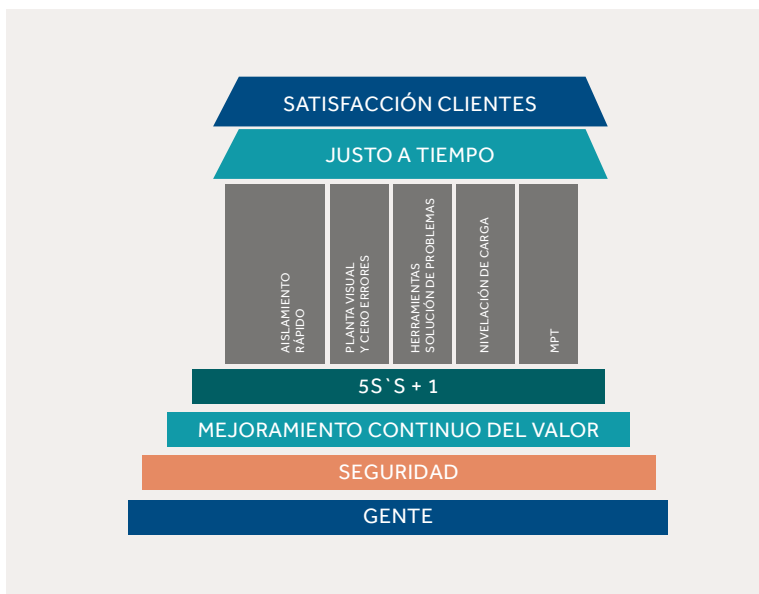 SATISFACCIÓN CLIENTES
JUSTO A TIEMPO
AISLAMIENTO
RÁPIDO
PLANTA VISUAL
Y CERO ERRORES
HERRAMIENTAS
SOLUCIÓN DE PROBLEMAS
NIVELACIÓN DE CARGA
MPT
5S`S + 1
MEJORAMIENTO CONTINUO DEL VALOR
SEGURIDAD
GENTE